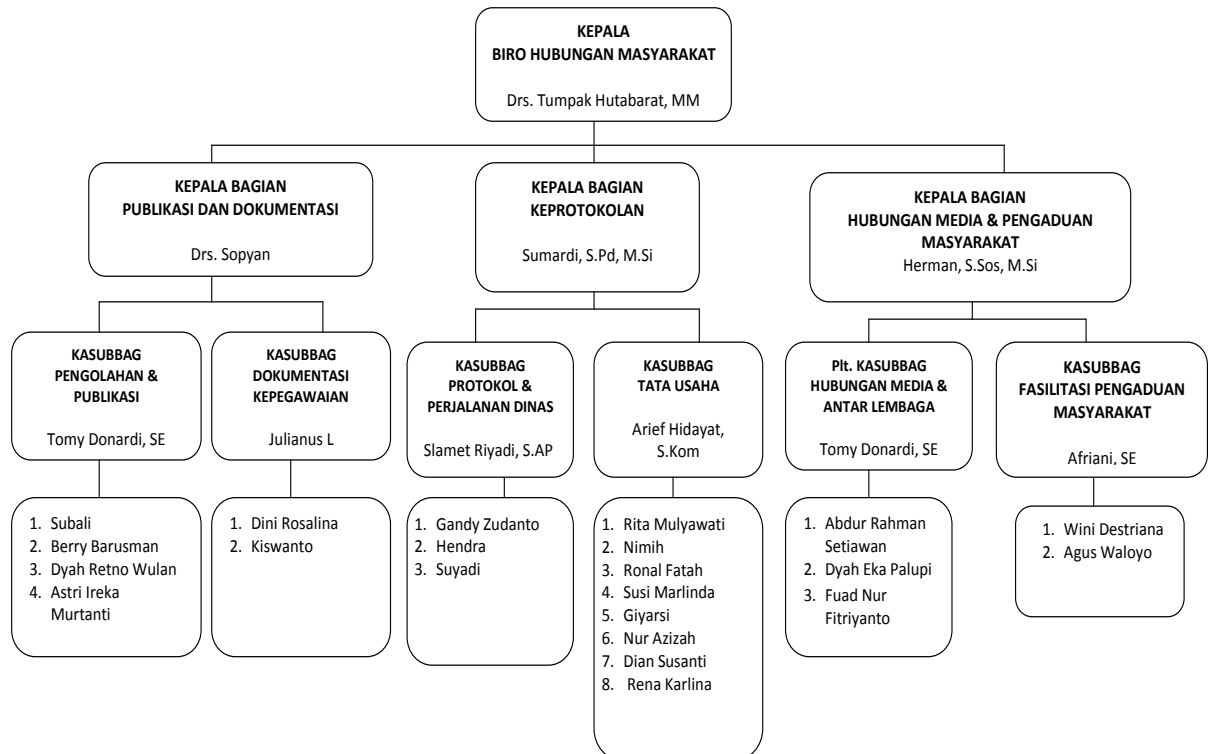 KEPALA
BIRO HUBUNGAN MASYARAKAT
Drs. Tumpak Hutabarat, MM
KEPALA BAGIAN
PUBLIKASI DAN DOKUMENTASI
Drs. Sopyan
KEPALA BAGIAN
KEPROTOKOLAN
Sumardi, S.Pd, M.Si
KEPALA BAGIAN
HUBUNGAN MEDIA & PENGADUAN
MASYARAKAT
Herman, S.Sos, M.Si
KASUBBAG
PENGOLAHAN &
PUBLIKASI
Tomy Donardi, SE
KASUBBAG
DOKUMENTASI
KEPEGAWAIAN
Julianus L
KASUBBAG
PROTOKOL &
PERJALANAN DINAS
Slamet Riyadi, S.AP
KASUBBAG
TATA USAHA
Arief Hidayat,
S.Kom
Plt. KASUBBAG
HUBUNGAN MEDIA &
ANTAR LEMBAGA
Tomy Donardi, SE
KASUBBAG
FASILITASI PENGADUAN
MASYARAKAT
Afriani, SE
1. Subali
2. Berry Barusman
3. Dyah Retno Wulan
4. Astri Ireka
Murtanti
1. Dini Rosalina
2. Kiswanto
1. Gandy Zudanto
2. Hendra
3. Suyadi
1. Rita Mulyawati
2. Nimih
3. Ronal Fatah
4. Susi Marlinda
5. Giyarsi
6. Nur Azizah
7. Dian Susanti
8. Rena Karlina
1. Abdur Rahman
Setiawan
2. Dyah Eka Palupi
3. Fuad Nur
Fitriyanto
1. Wini Destriana
2. Agus Waloyo